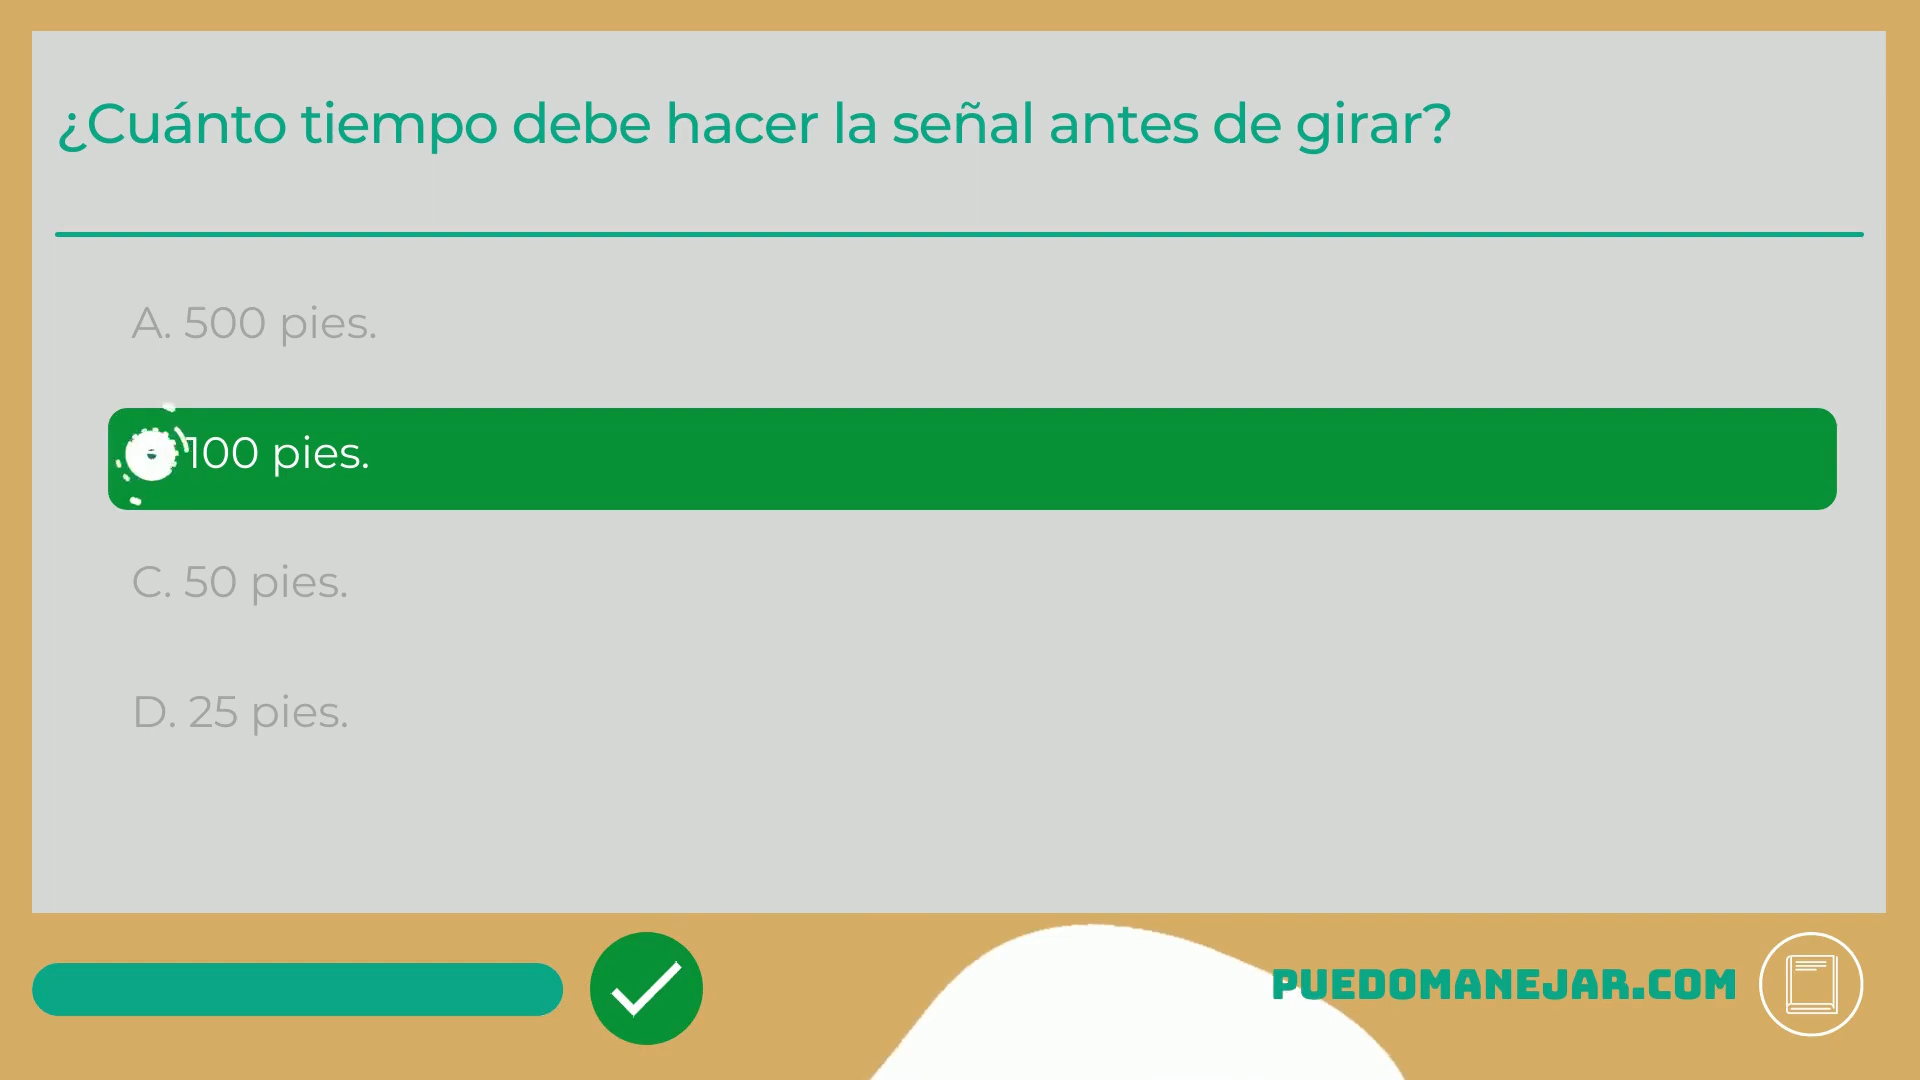 ¿Cuánto tiempo debe hacer la señal antes de girar?
A. 500 pies.
100 pies.
C. 50 pies.
D. 25 pies.
PUEDOMANEJAR.COM